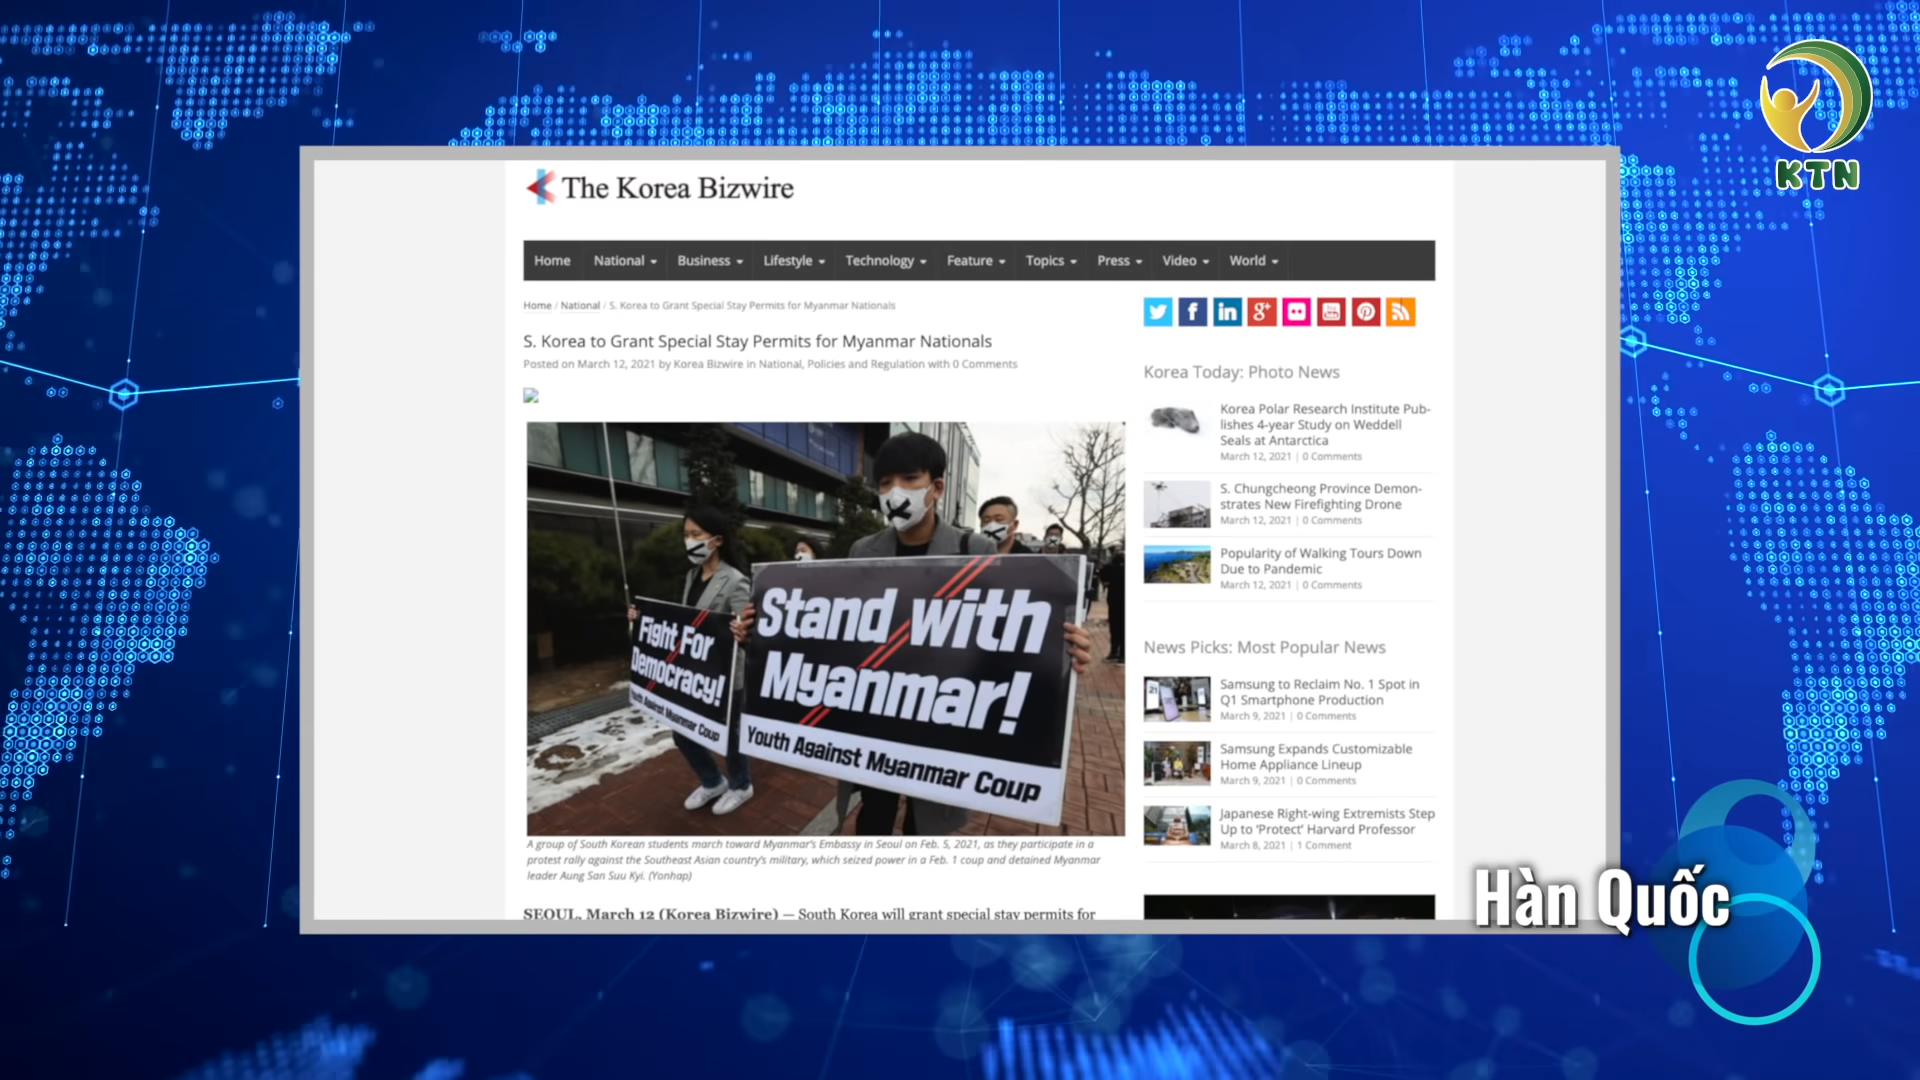 KTN
The Korea Bizwire
Home National Business Lifestyle Technology Feature Topics Press Video World
Home / National / S. Korea to Grant Special Stay Permits for Myanmar Nationals
S. Korea to Grant Special Stay Permits for Myanmar Nationals
Posted on March 12, 2021 by Korea Bizwire in National, Policies and Regulation with 0 Comments
Fight For
Democracy!
Youth Against Myanmar Coup
Stand with
Myanmar!
Youth Against Myanmar Coup
A group of South Korean students march toward Myanmar's Embassy in Seoul on Feb. 5, 2021, as they participate in a
protest rally against the Southeast Asian country's military, which seized power in a Feb. 1 coup and detained Myanmar
leader Aung San Suu Kyi. (Yonhap)
SEOUL, March 12 (Korea Bizwire) — South Korea will grant special stay permits for
Korea Today: Photo News
Korea Polar Research Institute Pub-
lishes 4-year Study on Weddell
Seals at Antarctica
March 12, 2021 | 0 Comments
S. Chungcheong Province Demon-
strates New Firefighting Drone
March 12, 2021 | 0 Comments
Popularity of Walking Tours Down
Due to Pandemic
March 12, 2021 | 0 Comments
News Picks: Most Popular News
Samsung to Reclaim No. 1 Spot in
Q1 Smartphone Production
March 9, 2021 | 0 Comments
Samsung Expands Customizable
Home Appliance Lineup
March 9, 2021 | 0 Comments
Japanese Right-wing Extremists Step
Up to 'Protect' Harvard Professor
March 8, 2021 | 1 Comment
Hàn Quốc